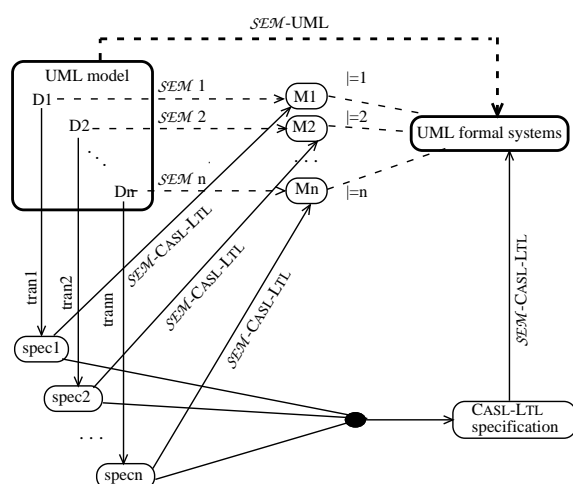 SEM-UML
UML model
D1
SEM 1
M1
|=1
D2
SEM 2
M2
|=2
UML formal systems
. . .
. . .
Dn
SEM n
Mn
|=n
tran1
tran2
trann
SEM-CASL-LTL
SEM-CASL-LTL
SEM-CASL-LTL
SEM-CASL-LTL
spec1
spec2
. . .
specn
CASL-LTL
specification